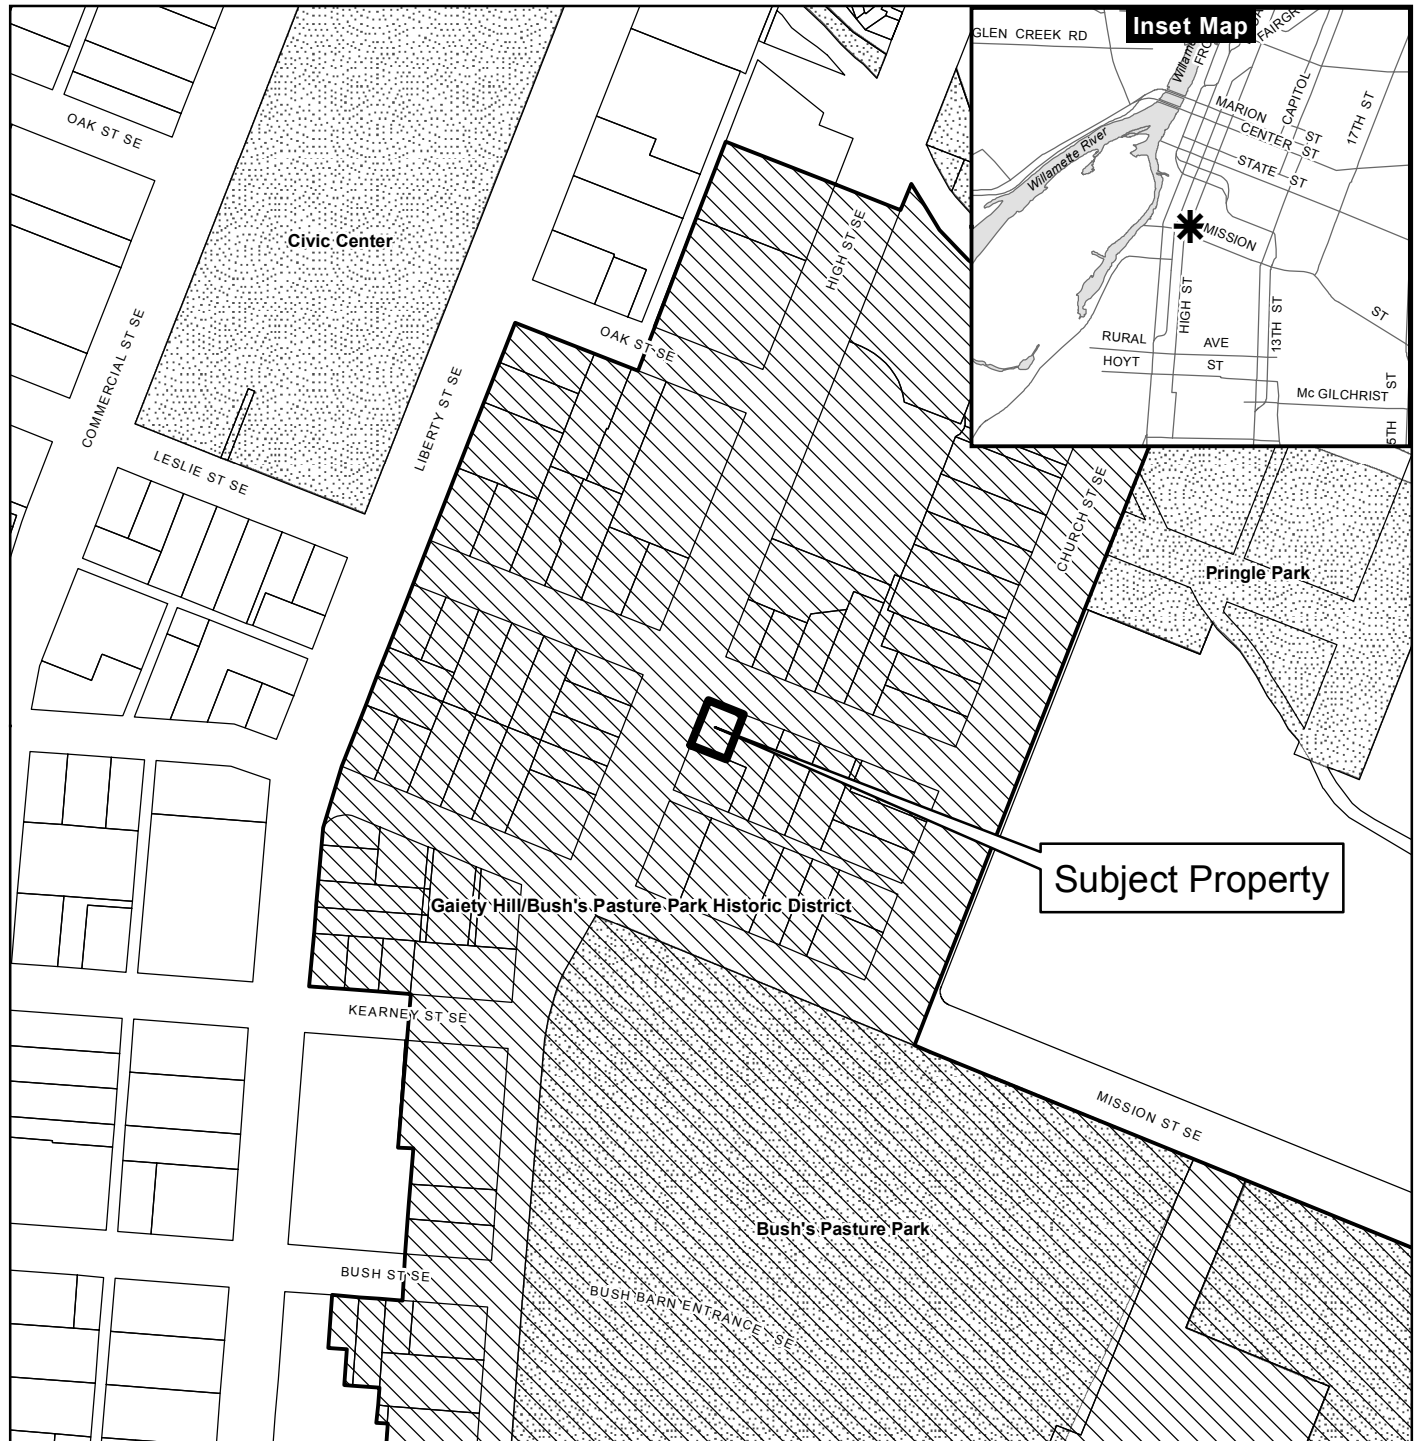 Inset Map
GLEN CREEK RD
Willam
FRO
FAIRGR
MARION
ST
CAPITOL
CENTER ST
17TH ST
STATE ST
Willamette River
MISSION
ST
HIGH ST
13TH ST
RURAL AVE
HOYT ST
Mc GILCHRIST
ST
5TH
OAK ST SE
Civic Center
HIGH ST SE
COMMERCIAL ST SE
OAK ST SE
LIBERTY ST SE
LESLIE ST SE
CHURCH ST SE
Pringle Park
Subject Property
Gaiety Hill/Bush's Pasture Park Historic District
KEARNEY ST SE
MISSION ST SE
Bush's Pasture Park
BUSH ST SE
BUSH BARN ENTRANCE SE